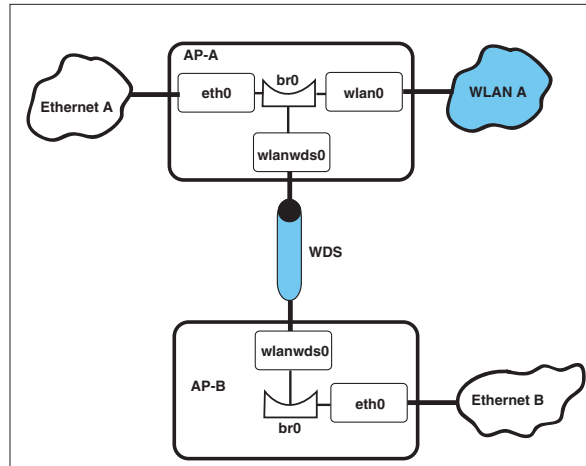 AP-A
br0
Ethernet A
eth0
wlan0
WLAN A
wlanwds0
WDS
wlanwds0
AP-B
eth0
Ethernet B
br0